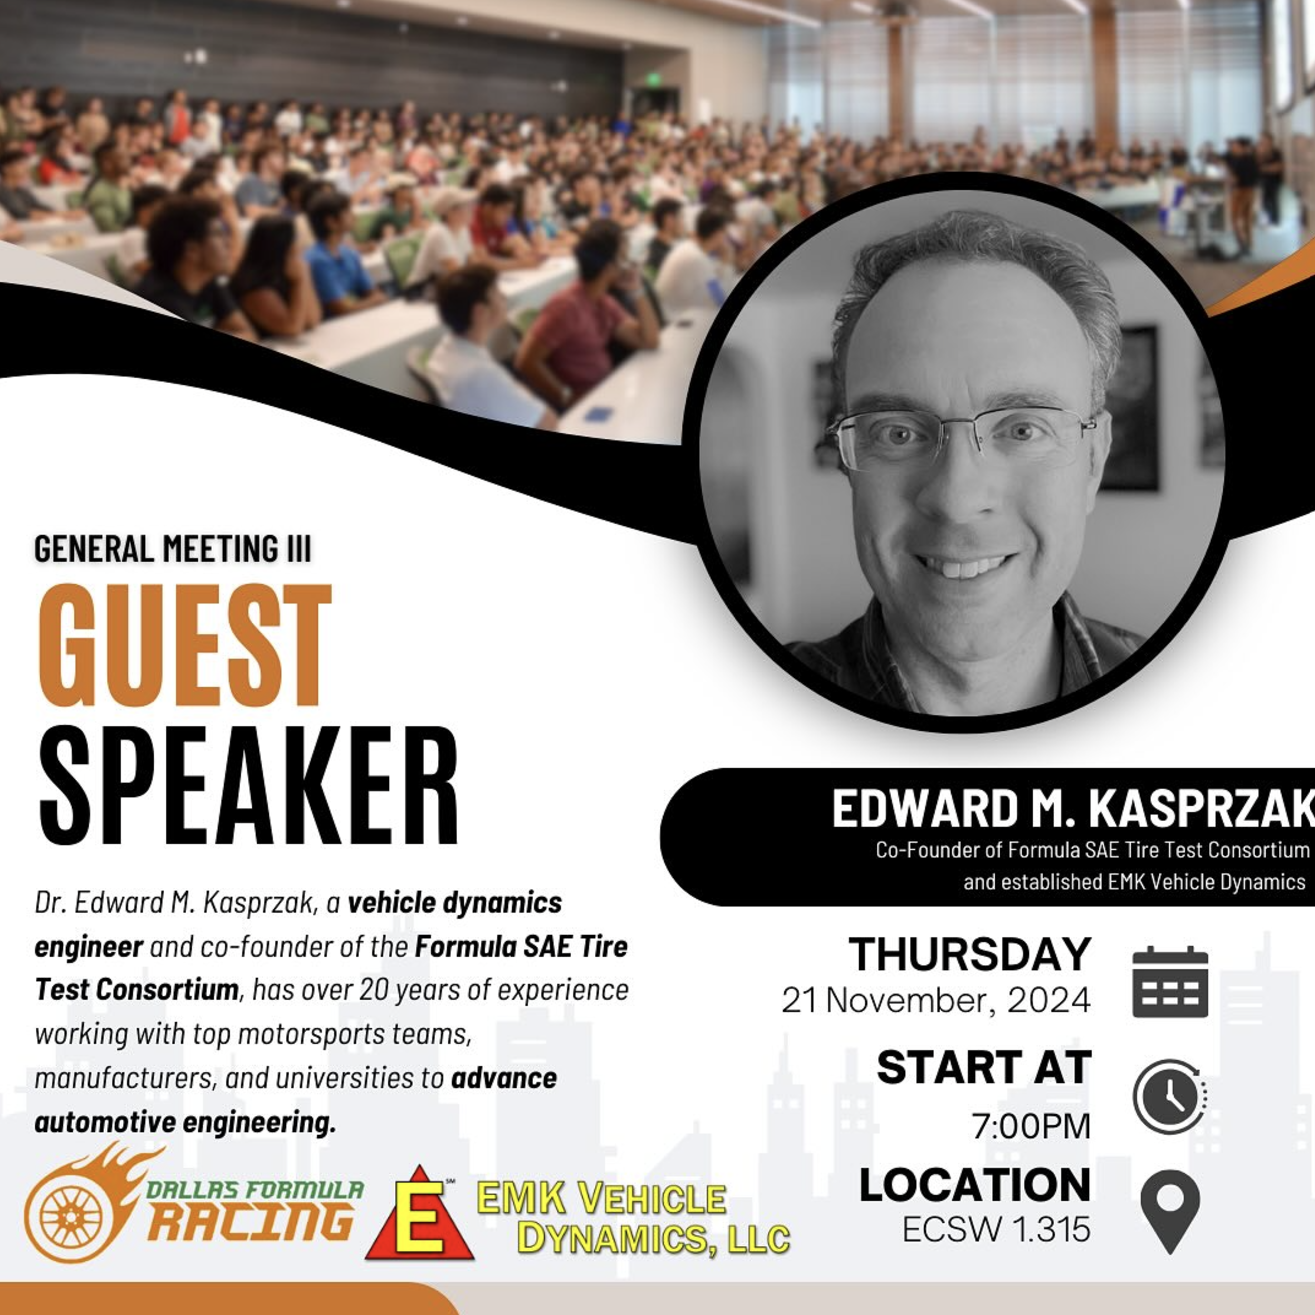 GENERAL MEETING III
GUEST
SPEAKER
Dr. Edward M. Kasprzak, a vehicle dynamics
engineer and co-founder of the Formula SAE Tire
Test Consortium, has over 20 years of experience
working with top motorsports teams,
manufacturers, and universities to advance
automotive engineering.
EDWARD M. KASPRZAK
Co-Founder of Formula SAE Tire Test Consortium
and established EMK Vehicle Dynamics
THURSDAY
21 November, 2024
START AT
7:00PM
LOCATION
ECSW 1.315
DALLAS FORMULA
RACING
E SM
EMK VEHICLE
DYNAMICS, LLC